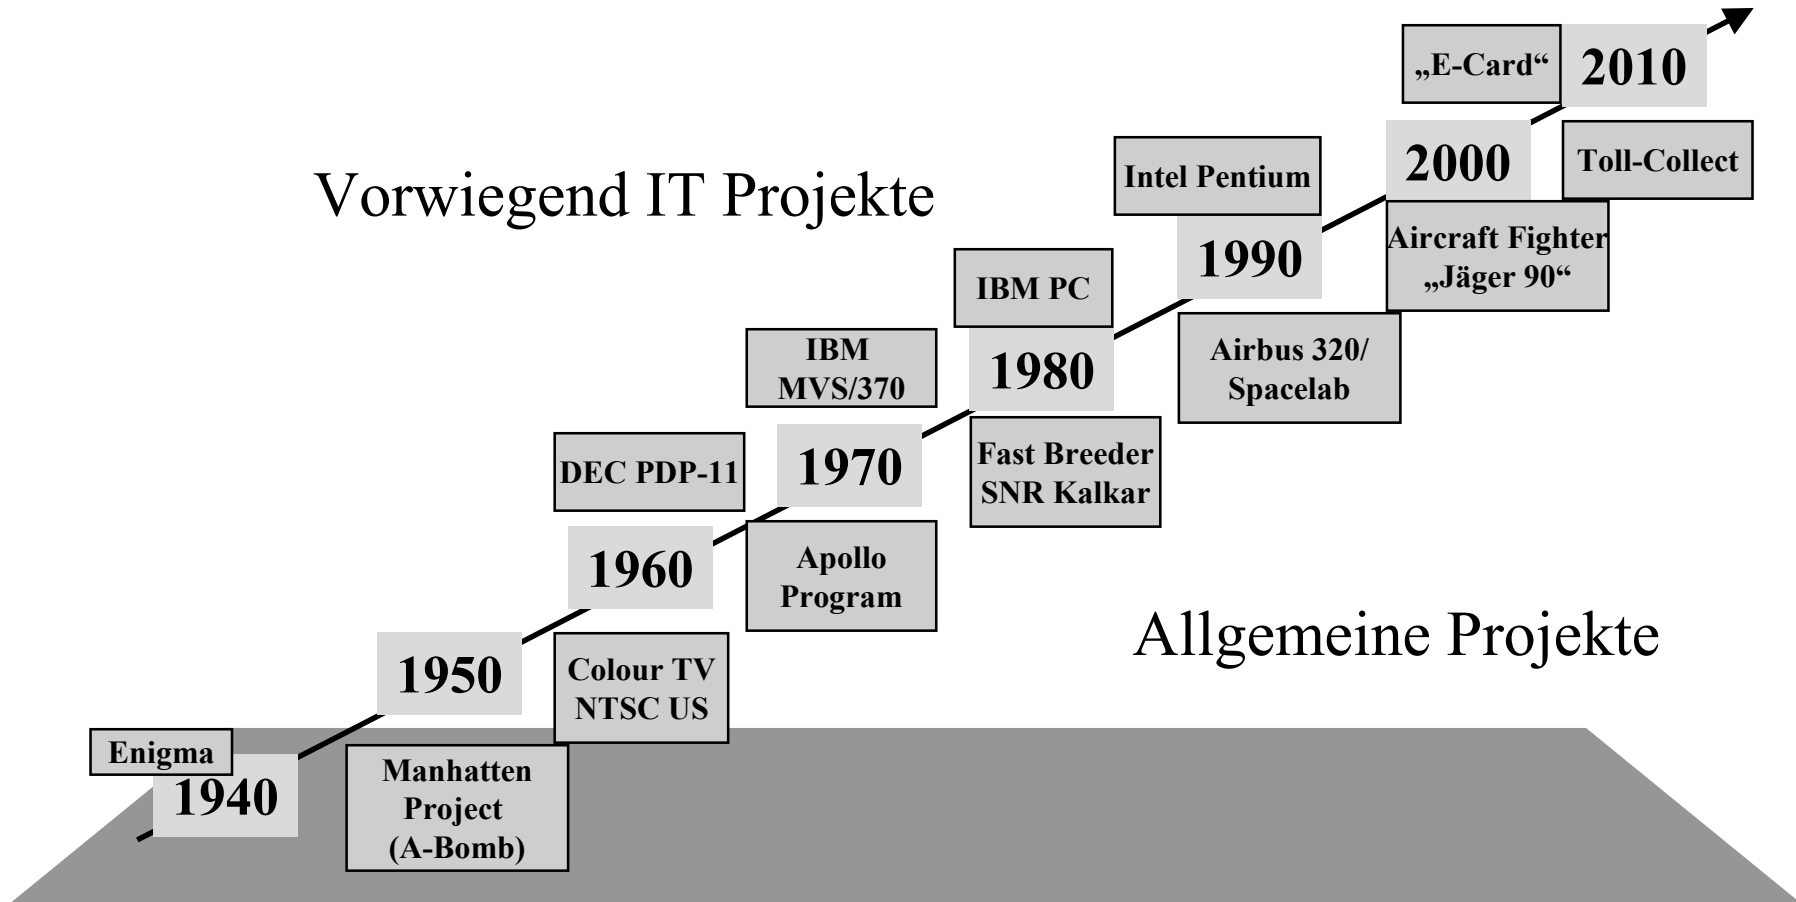 „E-Card“
2010
Toll-Collect
2000
Intel Pentium
Vorwiegend IT Projekte
Aircraft Fighter
„Jäger 90“
1990
IBM PC
Airbus 320/
Spacelab
IBM
MVS/370
1980
Fast Breeder
SNR Kalkar
DEC PDP-11
1970
Apollo
Program
1960
Allgemeine Projekte
Colour TV
NTSC US
1950
Enigma
1940
Manhatten
Project
(A-Bomb)